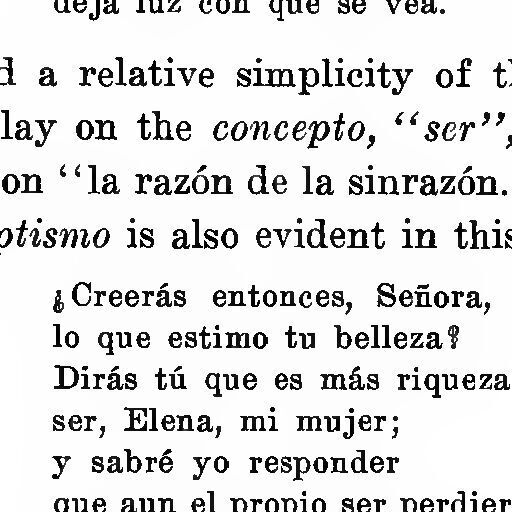 deja luz con que se vea.
a relative simplicity of
lay on the concepto, "ser",
on "la razón de la sinrazón.
is also evident in this
¿Creerás entonces, Señora,
lo que estimo tu belleza?
Dirás tú que es más riqueza
ser, Elena, mi mujer;
y sabré yo responder
que aun el propio ser perdier